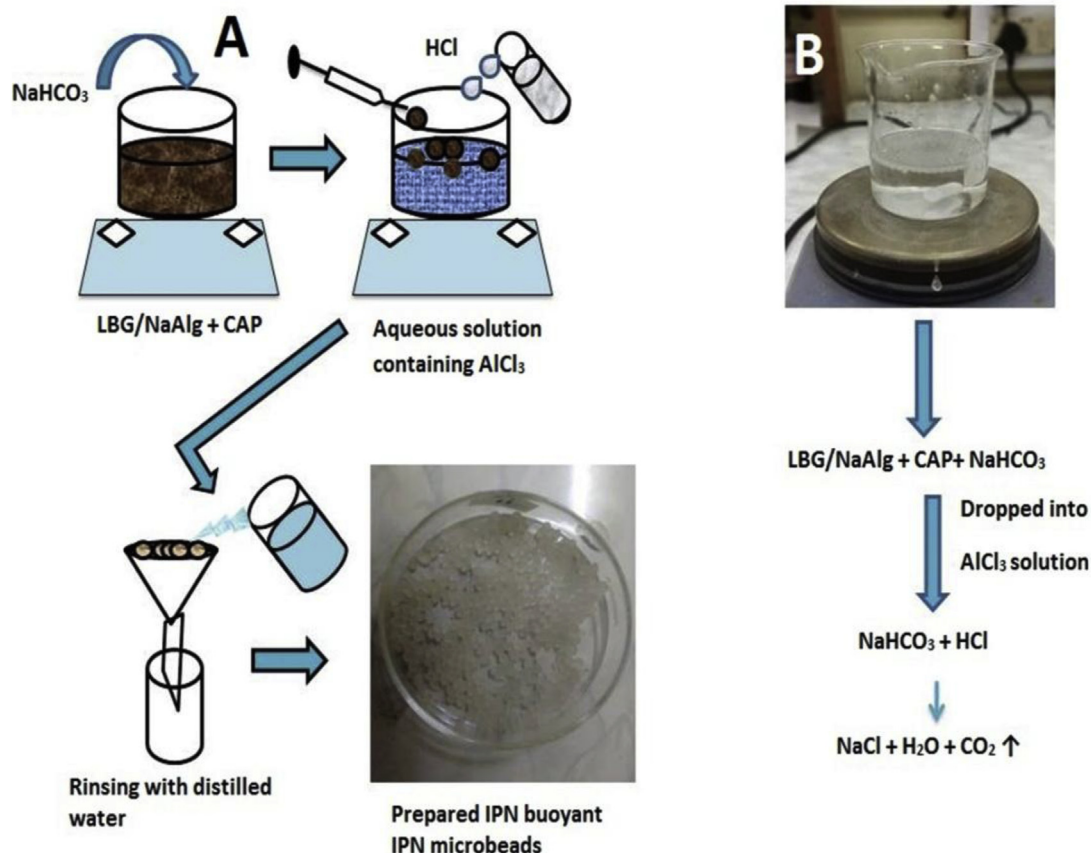 A
NaHCO₃
HCl
LBG/NaAlg + CAP
Aqueous solution
containing AlCl₃
Rinsing with distilled
water
Prepared IPN buoyant
IPN microbeads
B
LBG/NaAlg + CAP+ NaHCO₃
Dropped into
AlCl₃ solution
NaHCO₃ + HCl
NaCl + H₂O + CO₂ ↑